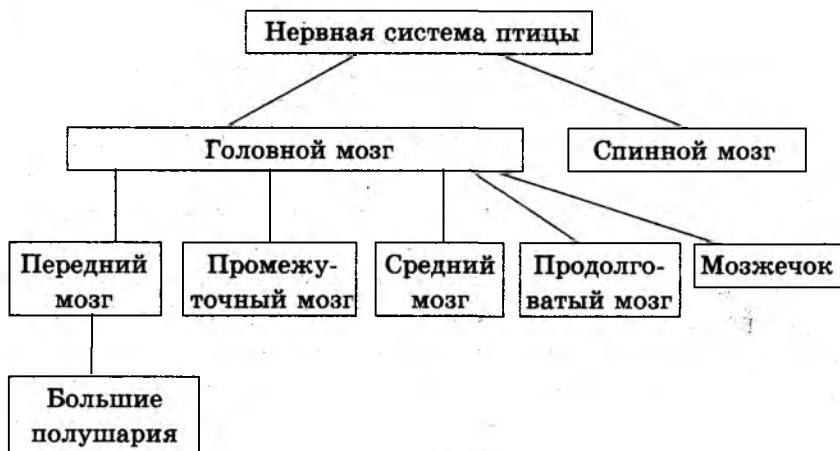 Нервная система птицы
Головной мозг
Спинной мозг
Передний
мозг
Промежу-
точный мозг
Средний
мозг
Продолго-
ватый мозг
Мозжечок
Большие
полушария